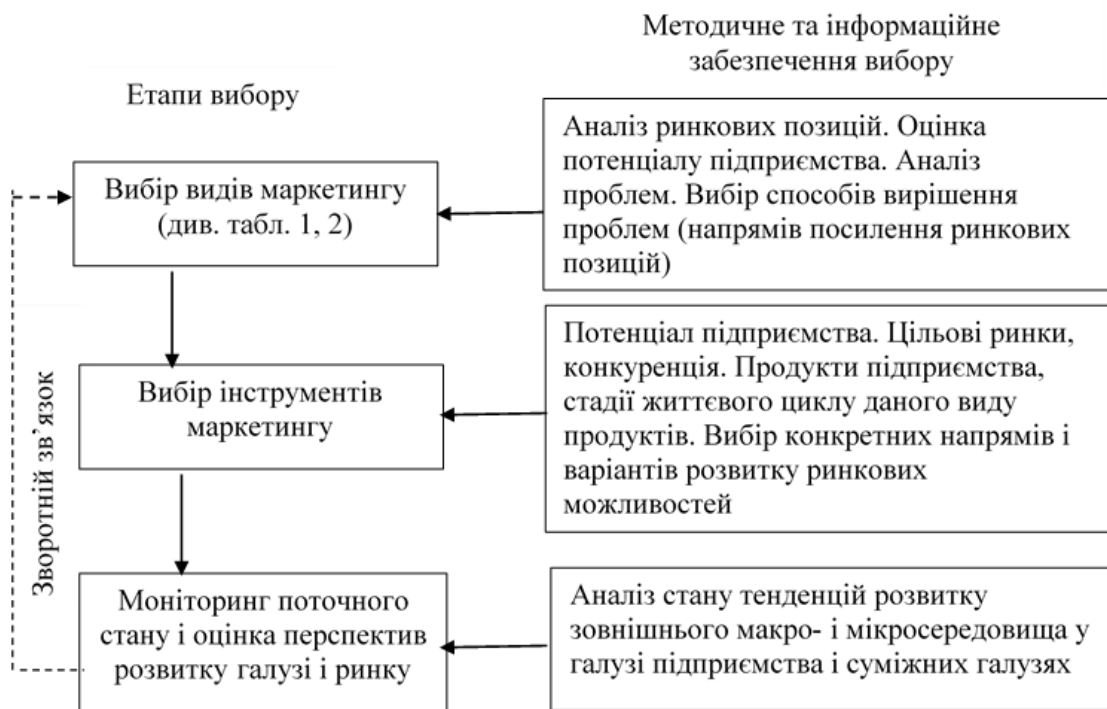 Методичне та інформаційне
забезпечення вибору
Етапи вибору
Вибір видів маркетингу
(див. табл. 1, 2)
Аналіз ринкових позицій. Оцінка
потенціалу підприємства. Аналіз
проблем. Вибір способів вирішення
проблем (напрямів посилення ринкових
позицій)
Вибір інструментів
маркетингу
Потенціал підприємства. Цільові ринки,
конкуренція. Продукти підприємства,
стадії життєвого циклу даного виду
продуктів. Вибір конкретних напрямів і
варіантів розвитку ринкових
можливостей
Моніторинг поточного
стану і оцінка перспектив
розвитку галузі і ринку
Аналіз стану тенденцій розвитку
зовнішнього макро- і мікросередовища у
галузі підприємства і суміжних галузях
Зворотній зв’язок